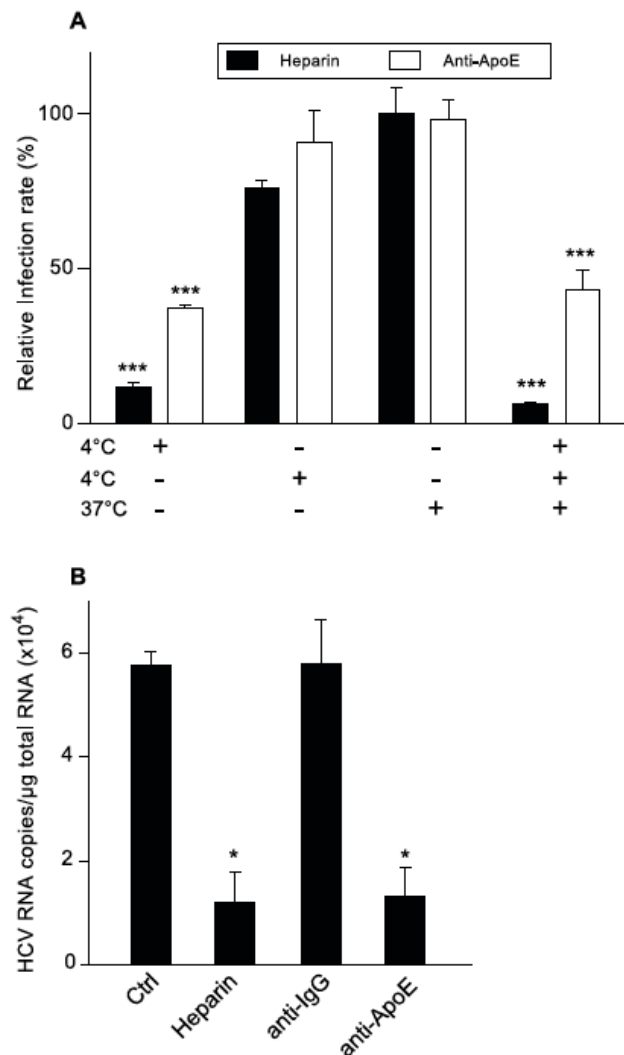 A
Heparin Anti-ApoE
Relative Infection rate (%)
100
50
0
*** *** *** ***
4°C + - - +
4°C - + - +
37°C - - + +
B
HCV RNA copies/µg total RNA (x10⁴)
6
4
2
0
* *
Ctrl Heparin anti-IgG anti-ApoE